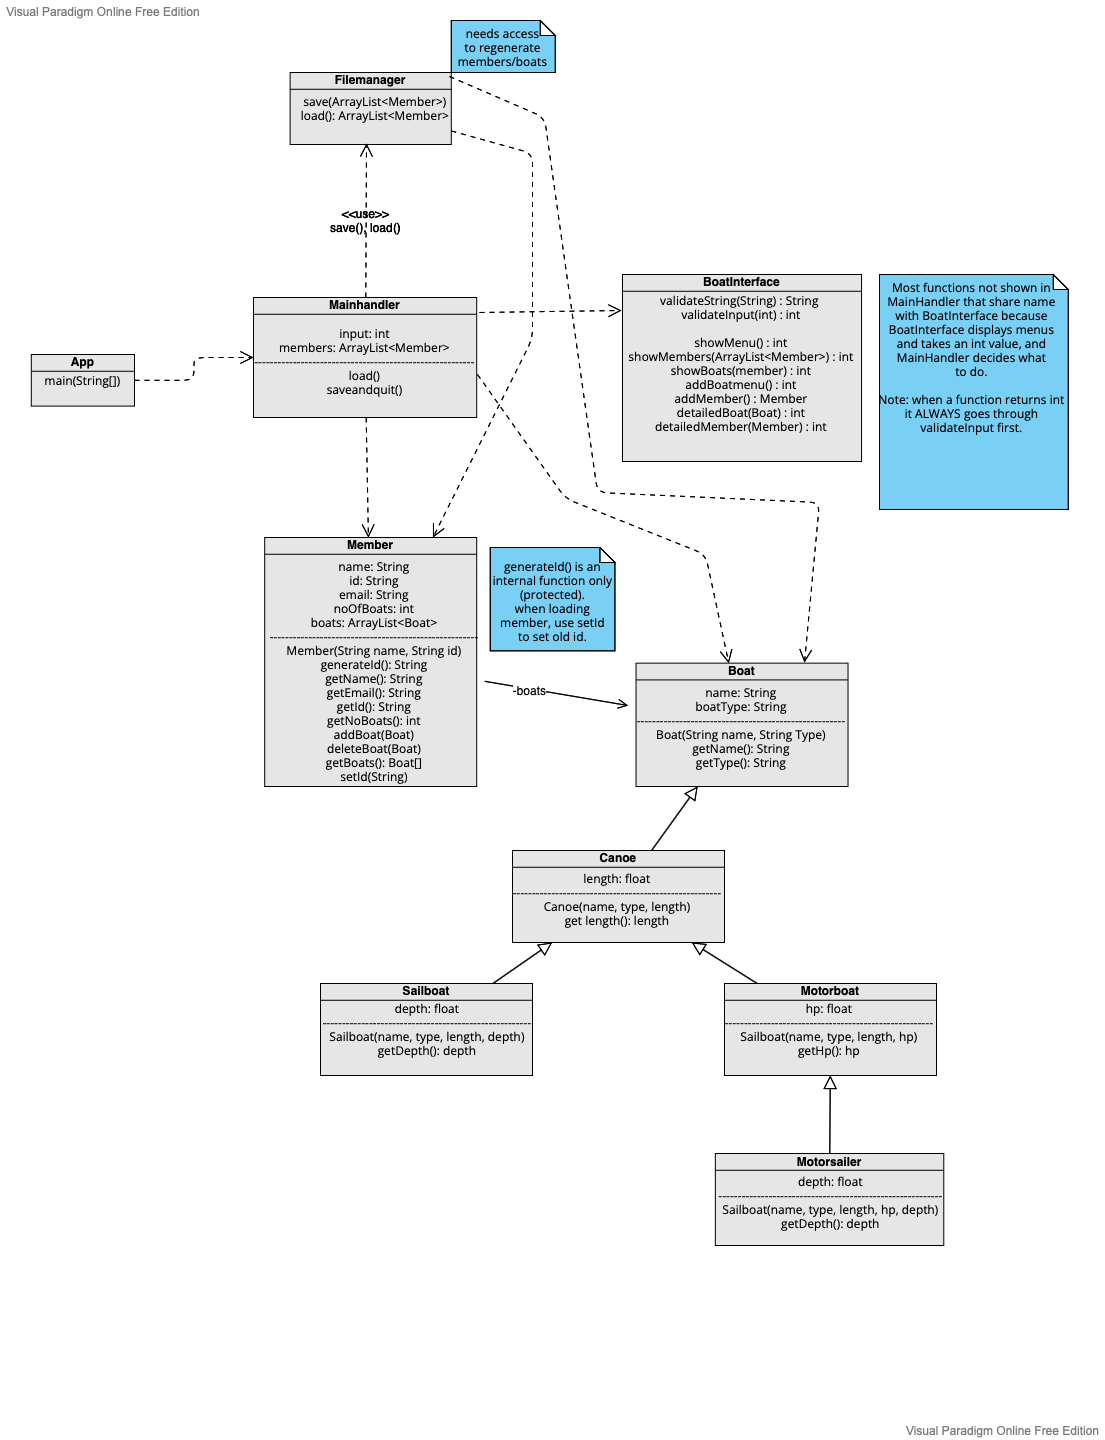 Visual Paradigm Online Free Edition
needs access
to regenerate
members/boats
Filemanager
save(ArrayList<Member>)
load(): ArrayList<Member>
<<use>>
save(), load()
Mainhandler
input: int
members: ArrayList<Member>
load()
saveandquit()
App
main(String[])
BoatInterface
validateString(String) : String
validateInput(int) : int
showMenu() : int
showMembers(ArrayList<Member>) : int
showBoats(member) : int
addBoatmenu() : int
addMember() : Member
detailedBoat(Boat) : int
detailedMember(Member) : int
Most functions not shown in
MainHandler that share name
with BoatInterface because
BoatInterface displays menus
and takes an int value, and
MainHandler decides what
to do.
Note: when a function returns int
it ALWAYS goes through
validateInput first.
Member
name: String
id: String
email: String
noOfBoats: int
boats: ArrayList<Boat>
Member(String name, String id)
generateId(): String
getName(): String
getEmail(): String
getId(): String
getNoBoats(): int
addBoat(Boat)
deleteBoat(Boat)
getBoats(): Boat[]
setId(String)
generateId() is an
internal function only
(protected).
when loading
member, use setId
to set old id.
-boats
Boat
name: String
boatType: String
Boat(String name, String Type)
getName(): String
getType(): String
Canoe
length: float
Canoe(name, type, length)
get length(): length
Sailboat
depth: float
Sailboat(name, type, length, depth)
getDepth(): depth
Motorboat
hp: float
Sailboat(name, type, length, hp)
getHp(): hp
Motorsailer
depth: float
Sailboat(name, type, length, hp, depth)
getDepth(): depth
Visual Paradigm Online Free Edition